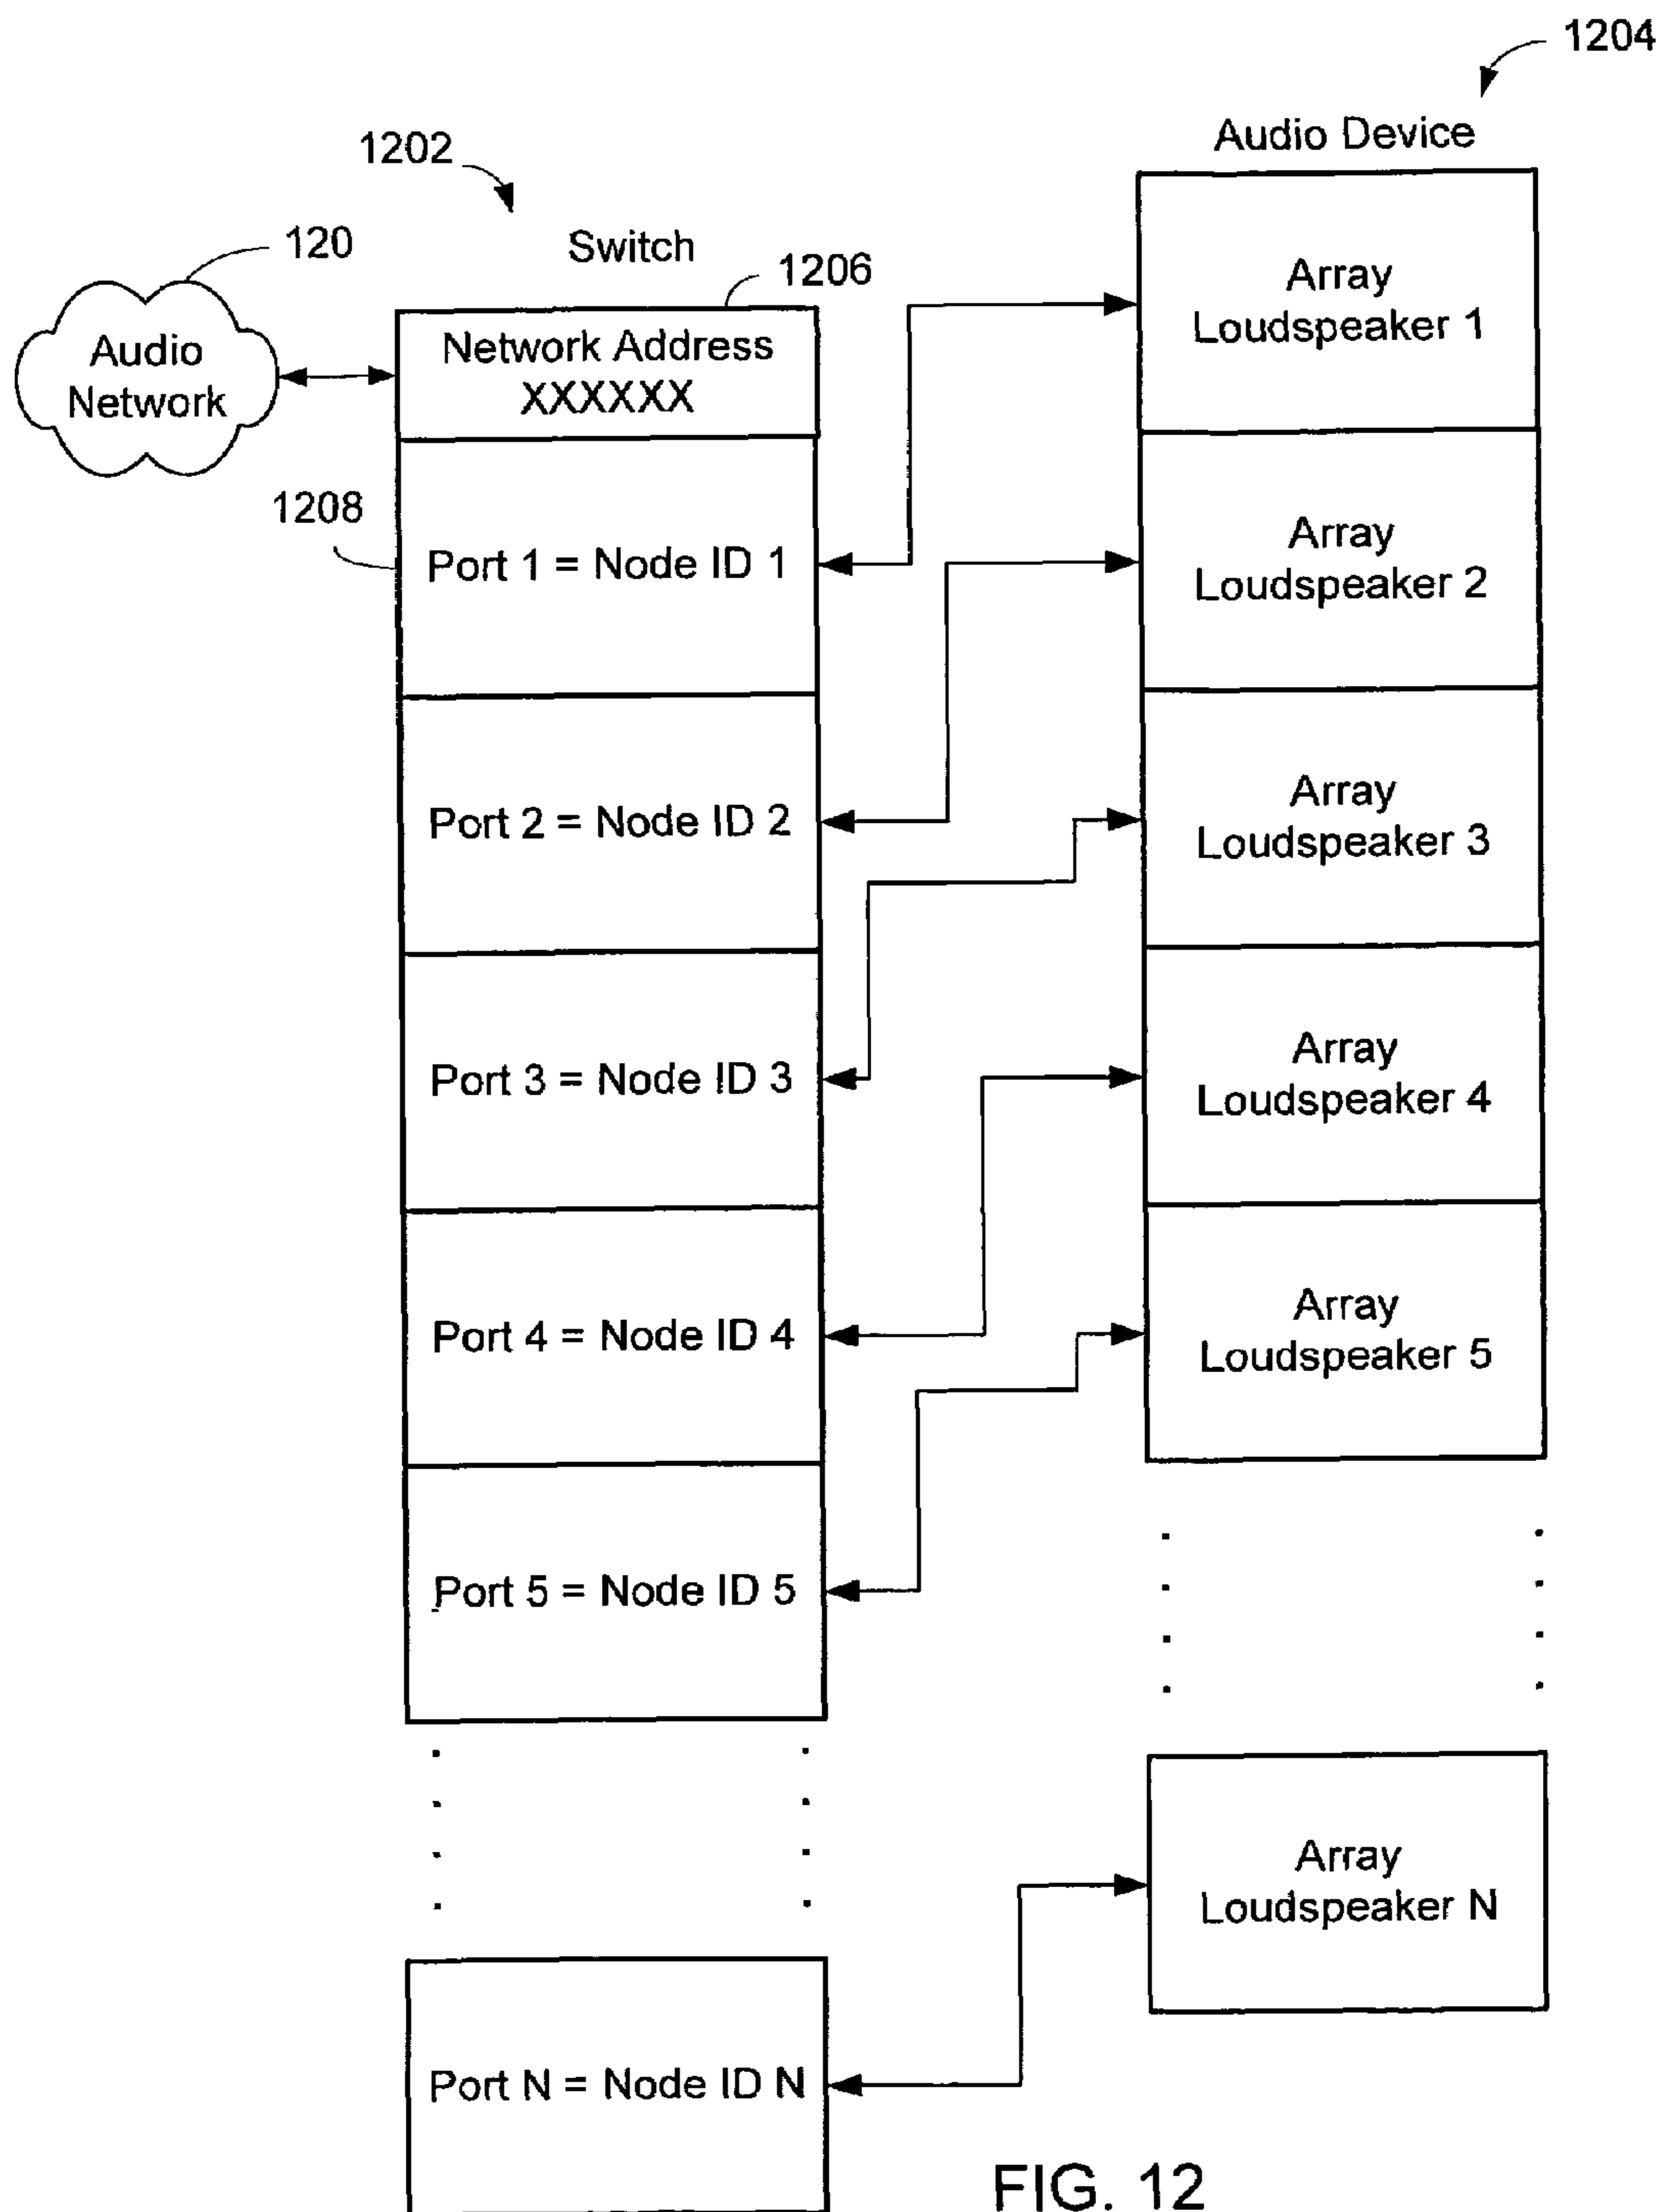 1204
Audio Device
1202
Switch
120
1206
Audio
Network
Network Address
XXXXXX
1208
Port 1 = Node ID 1
Port 2 = Node ID 2
Port 3 = Node ID 3
Port 4 = Node ID 4
Port 5 = Node ID 5
Port N = Node ID N
Array
Loudspeaker 1
Array
Loudspeaker 2
Array
Loudspeaker 3
Array
Loudspeaker 4
Array
Loudspeaker 5
Array
Loudspeaker N
FIG. 12